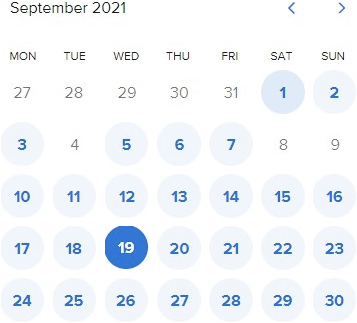 September 2021
MON TUE WED THU FRI SAT SUN
27 28 29 30 31 1 2
3 4 5 6 7 8 9
10 11 12 13 14 15 16
17 18 19 20 21 22 23
24 25 26 27 28 29 30